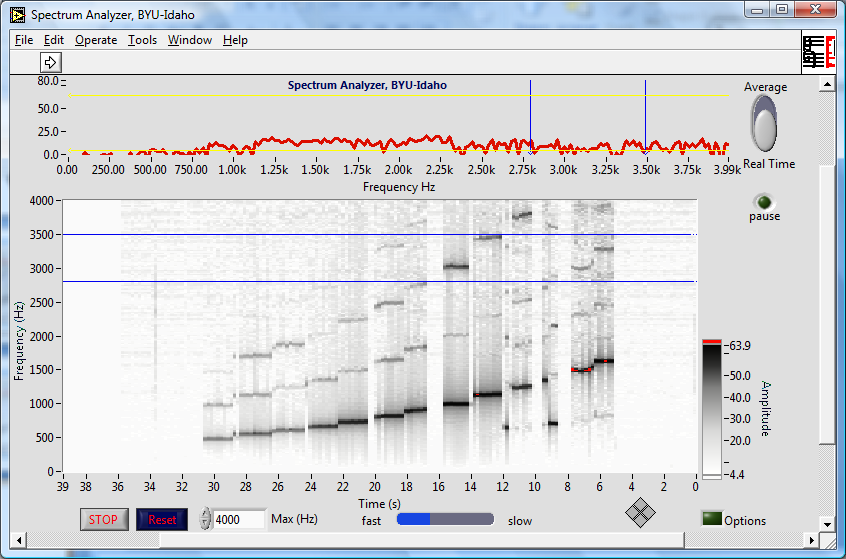 Spectrum Analyzer, BYU-Idaho
File Edit Operate Tools Window Help
Spectrum Analyzer, BYU-Idaho
80.0
50.0
25.0
0.0
0.00 250.00 500.00 750.00 1.00k 1.25k 1.50k 1.75k 2.00k 2.25k 2.50k 2.75k 3.00k 3.25k 3.50k 3.75k 3.99k
Frequency Hz
Average
Real Time
pause
Frequency (Hz)
4000
3500
3000
2500
2000
1500
1000
500
0
39 38 36 34 32 30 28 26 24 22 20 18 16 14 12 10 8 6 4 2 0
Time (s)
63.9
50.0
40.0
30.0
20.0
4.4
Amplitude
STOP Reset 4000 Max (Hz) fast slow Options